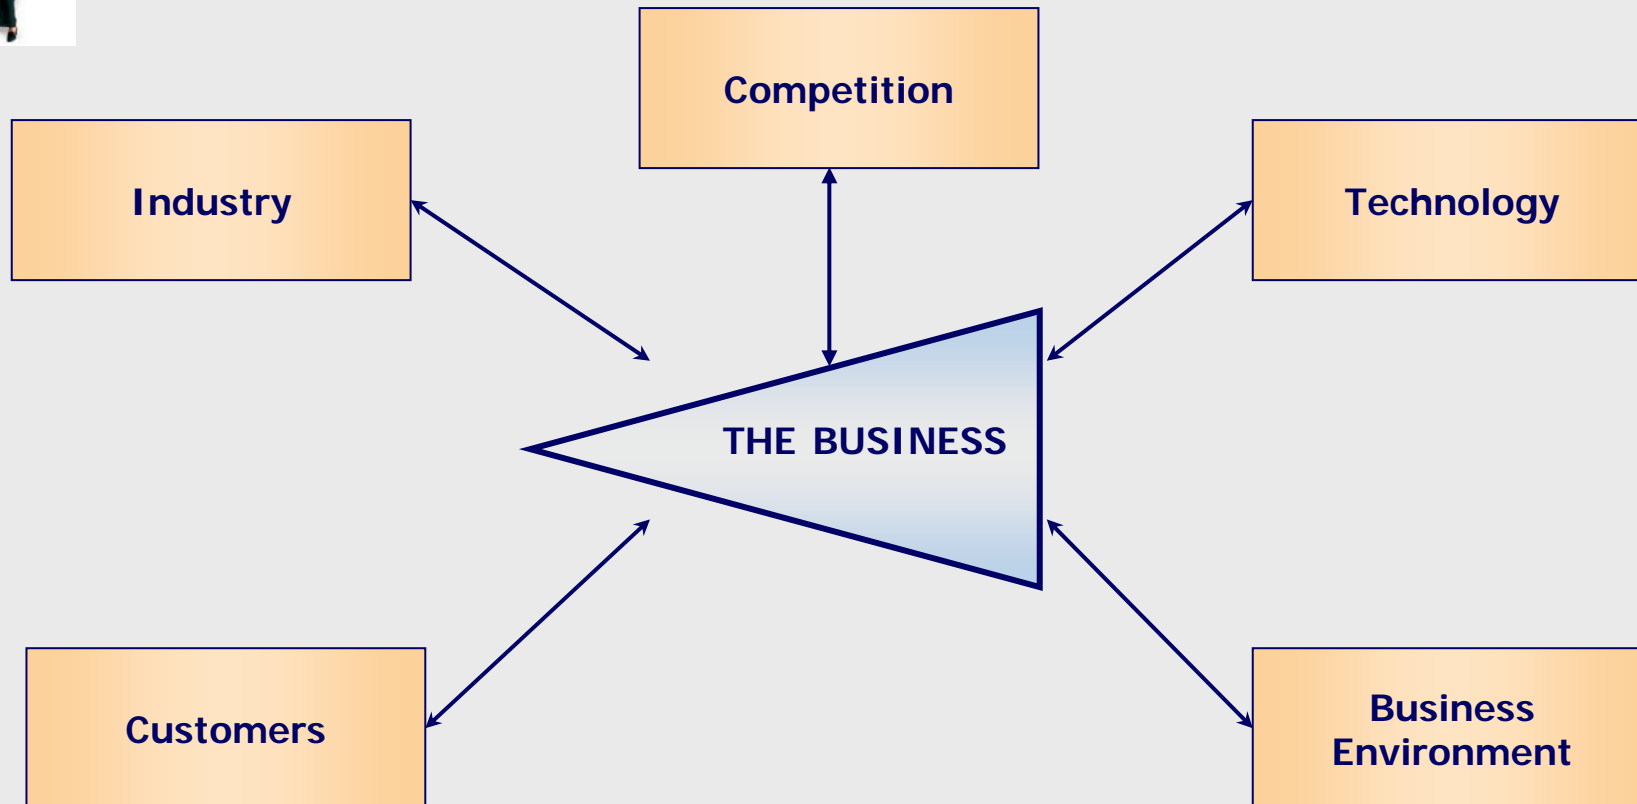 Competition
Industry
Technology
THE BUSINESS
Customers
Business
Environment